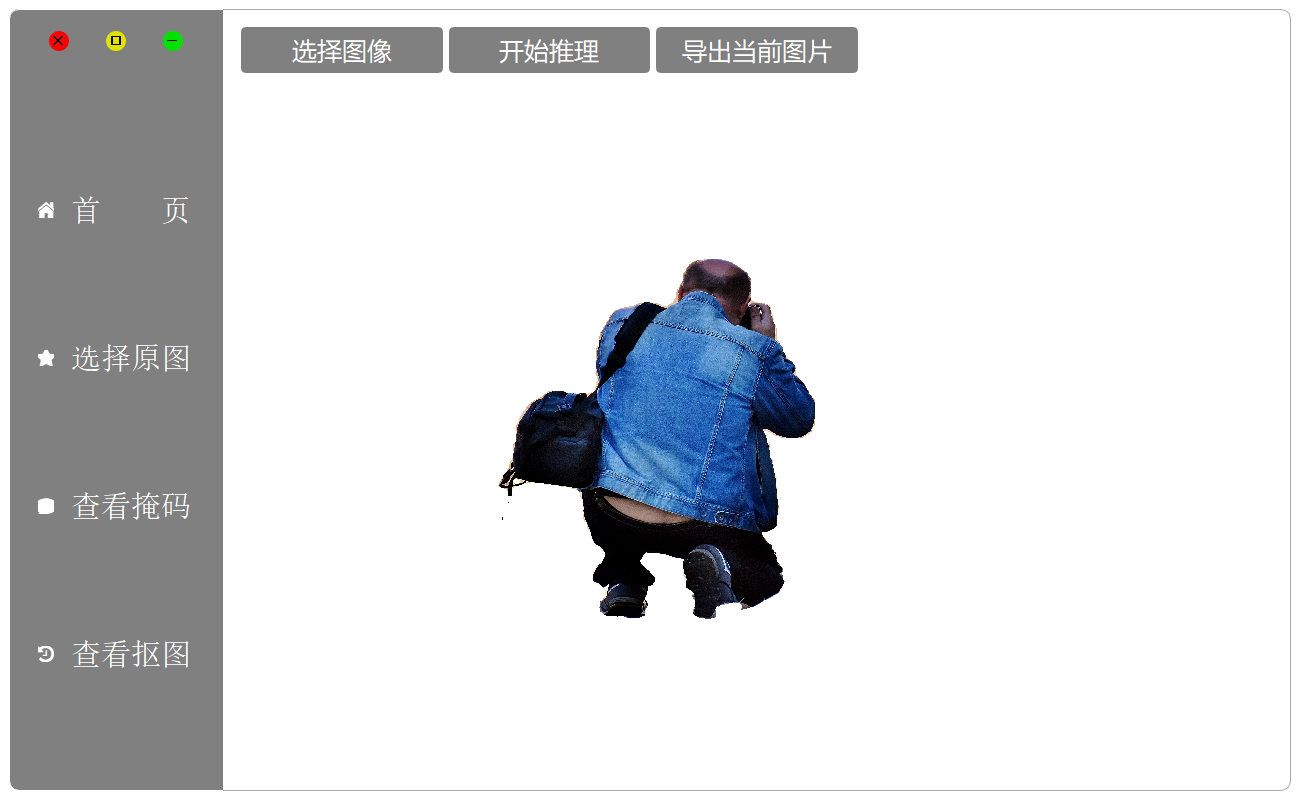 选择图像
开始推理
导出当前图片
首 页
选择原图
查看掩码
查看抠图